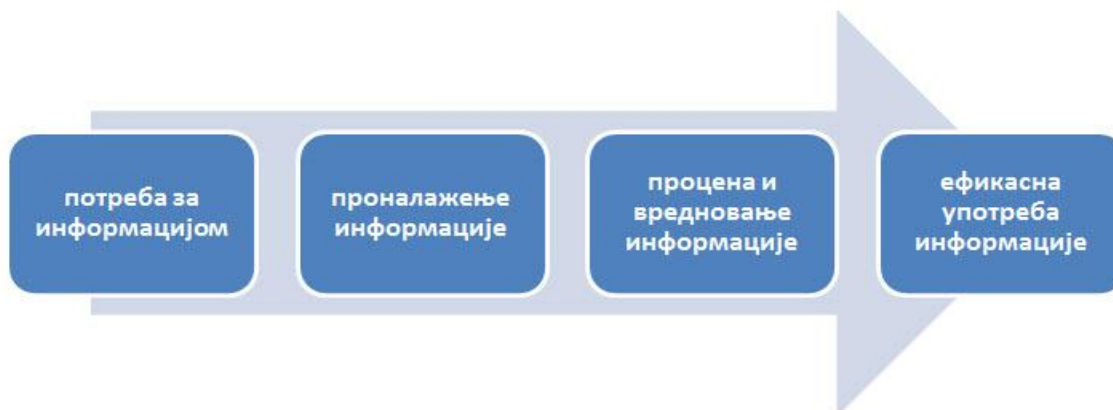 потреба за
информацијом
проналажење
информације
процена и
вредновање
информације
ефикасна
употреба
информације